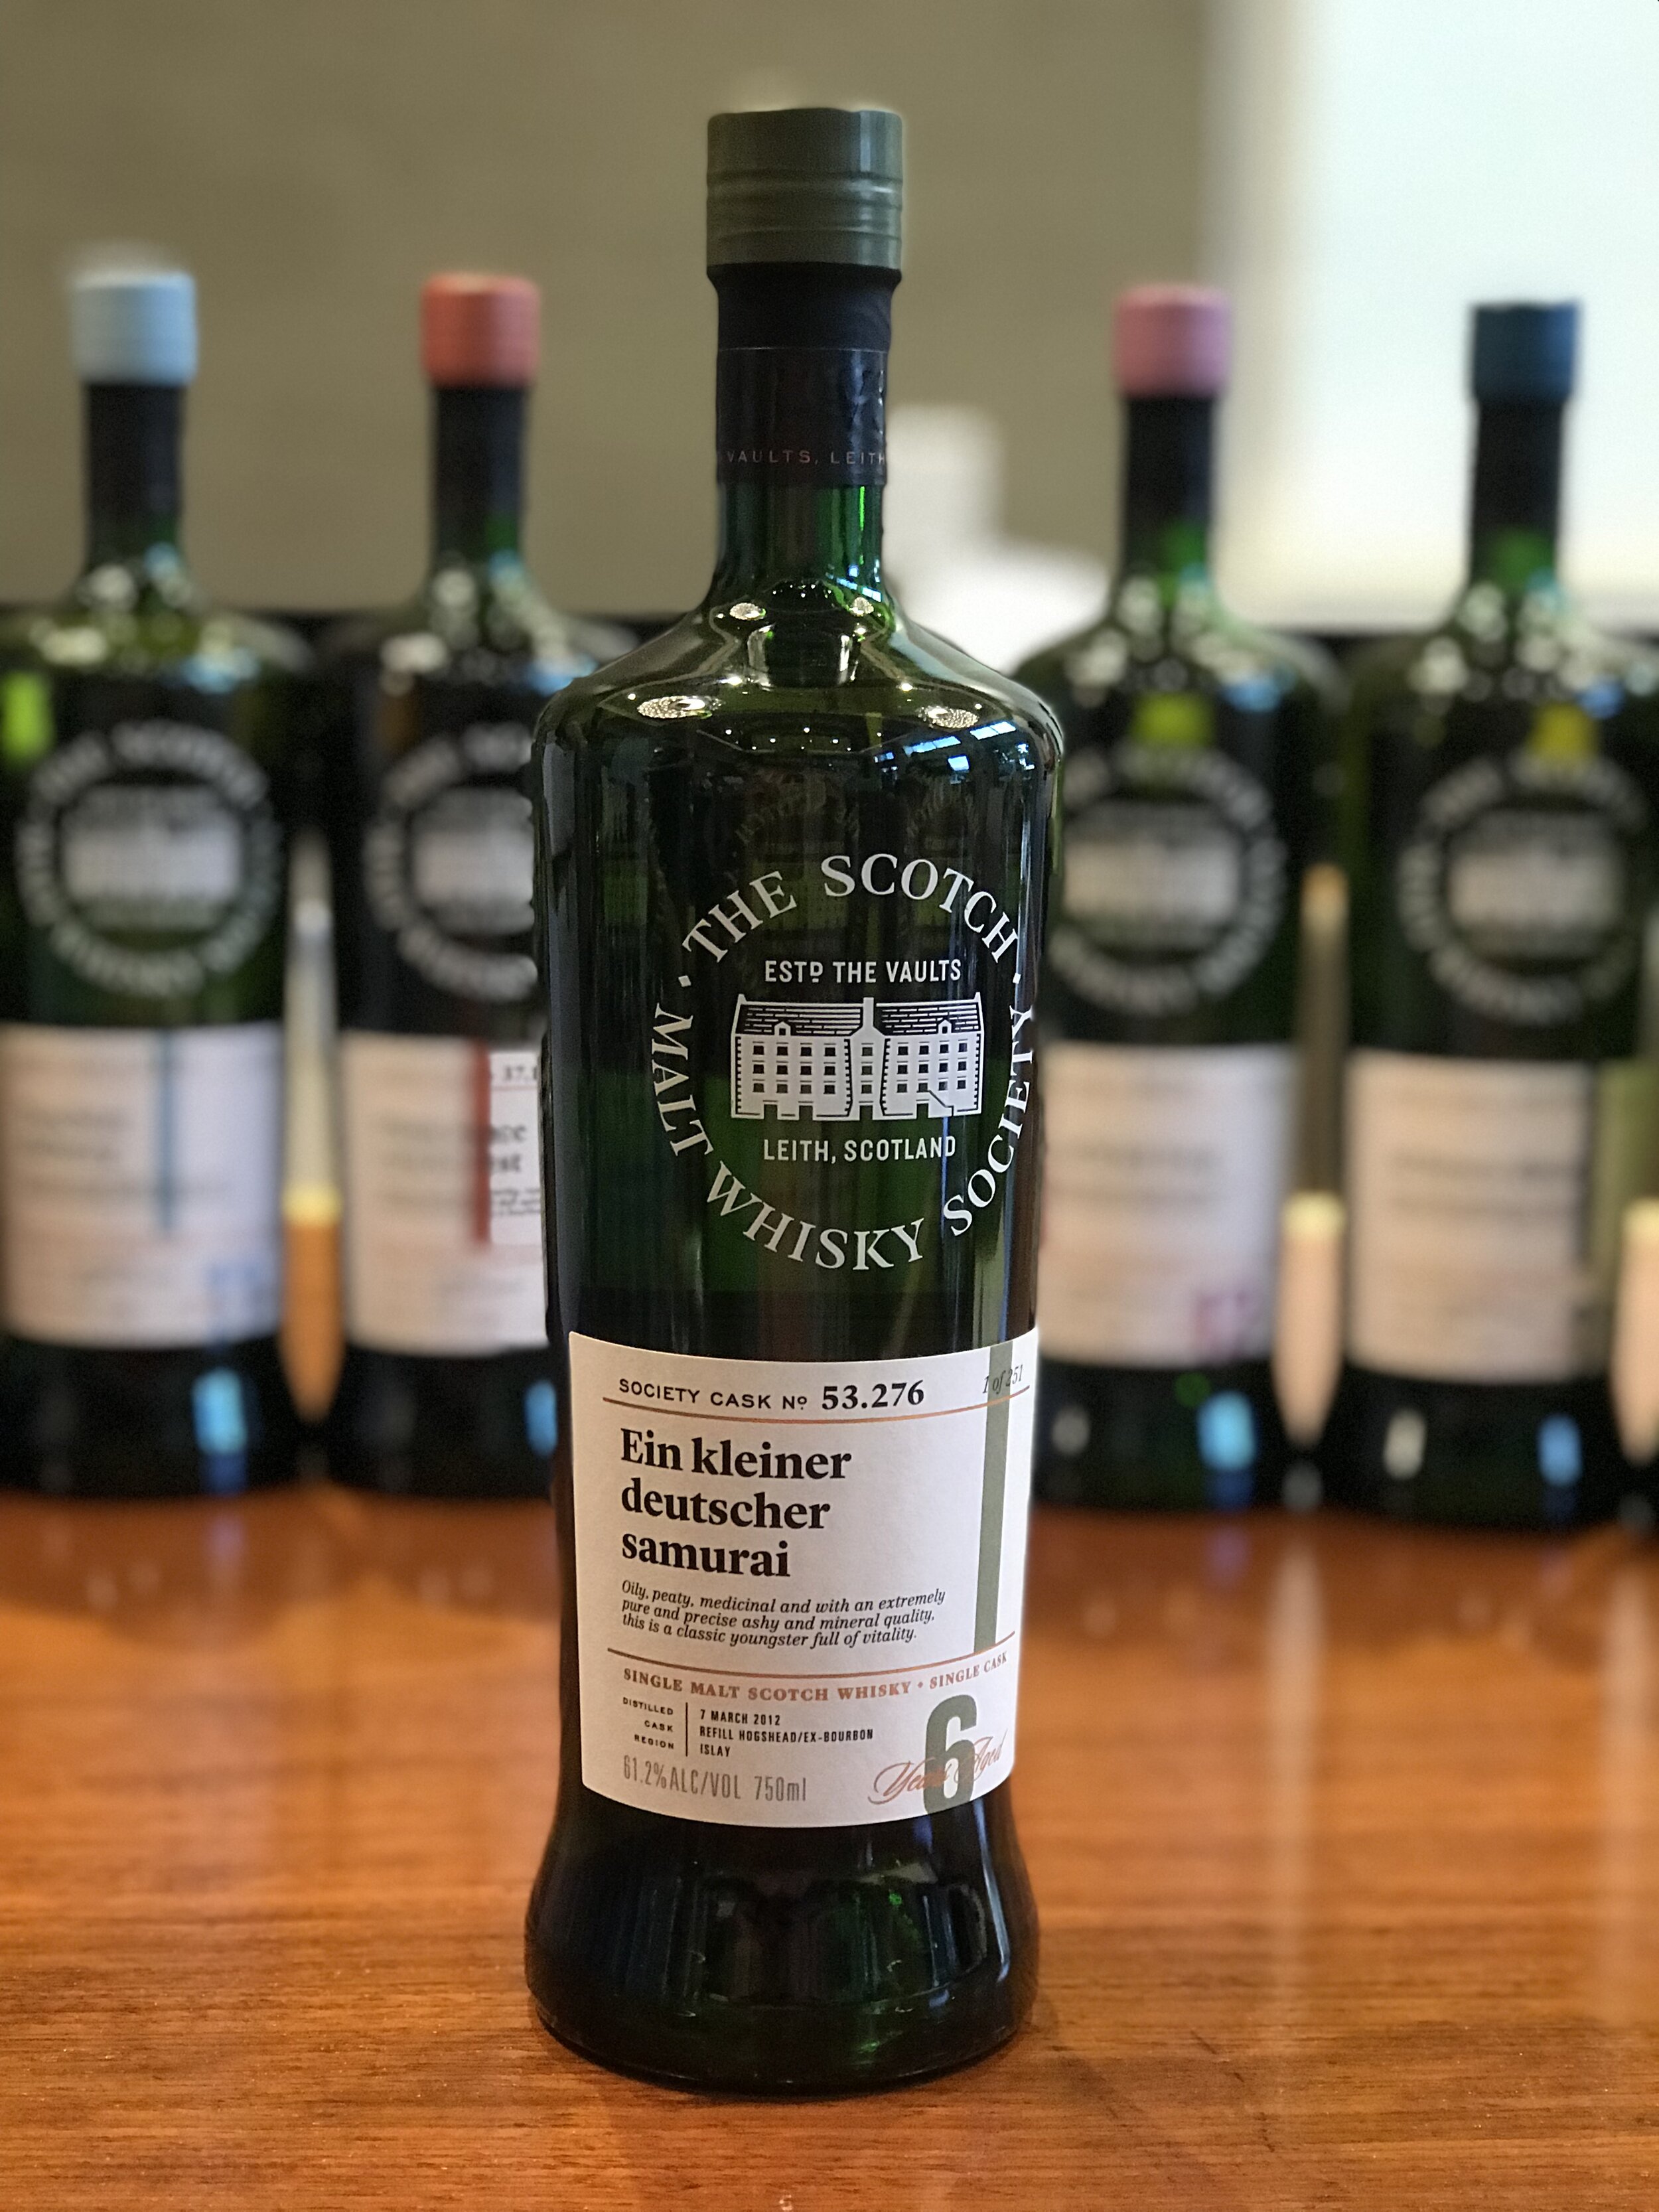 VAULTS, LEITH
· THE SCOTCH ·
MALT WHISKY SOCIETY
ESTD THE VAULTS
LEITH, SCOTLAND
SOCIETY CASK Nº 53.276
1 of 251
Ein kleiner
deutscher
samurai
Oily, peaty, medicinal and with an extremely
pure and precise ashy and mineral quality,
this is a classic youngster full of vitality.
SINGLE MALT SCOTCH WHISKY • SINGLE CASK
DISTILLED 7 MARCH 2012
CASK REFILL HOGSHEAD/EX-BOURBON
REGION ISLAY
6
Years Aged
61.2%ALC/VOL 750ml